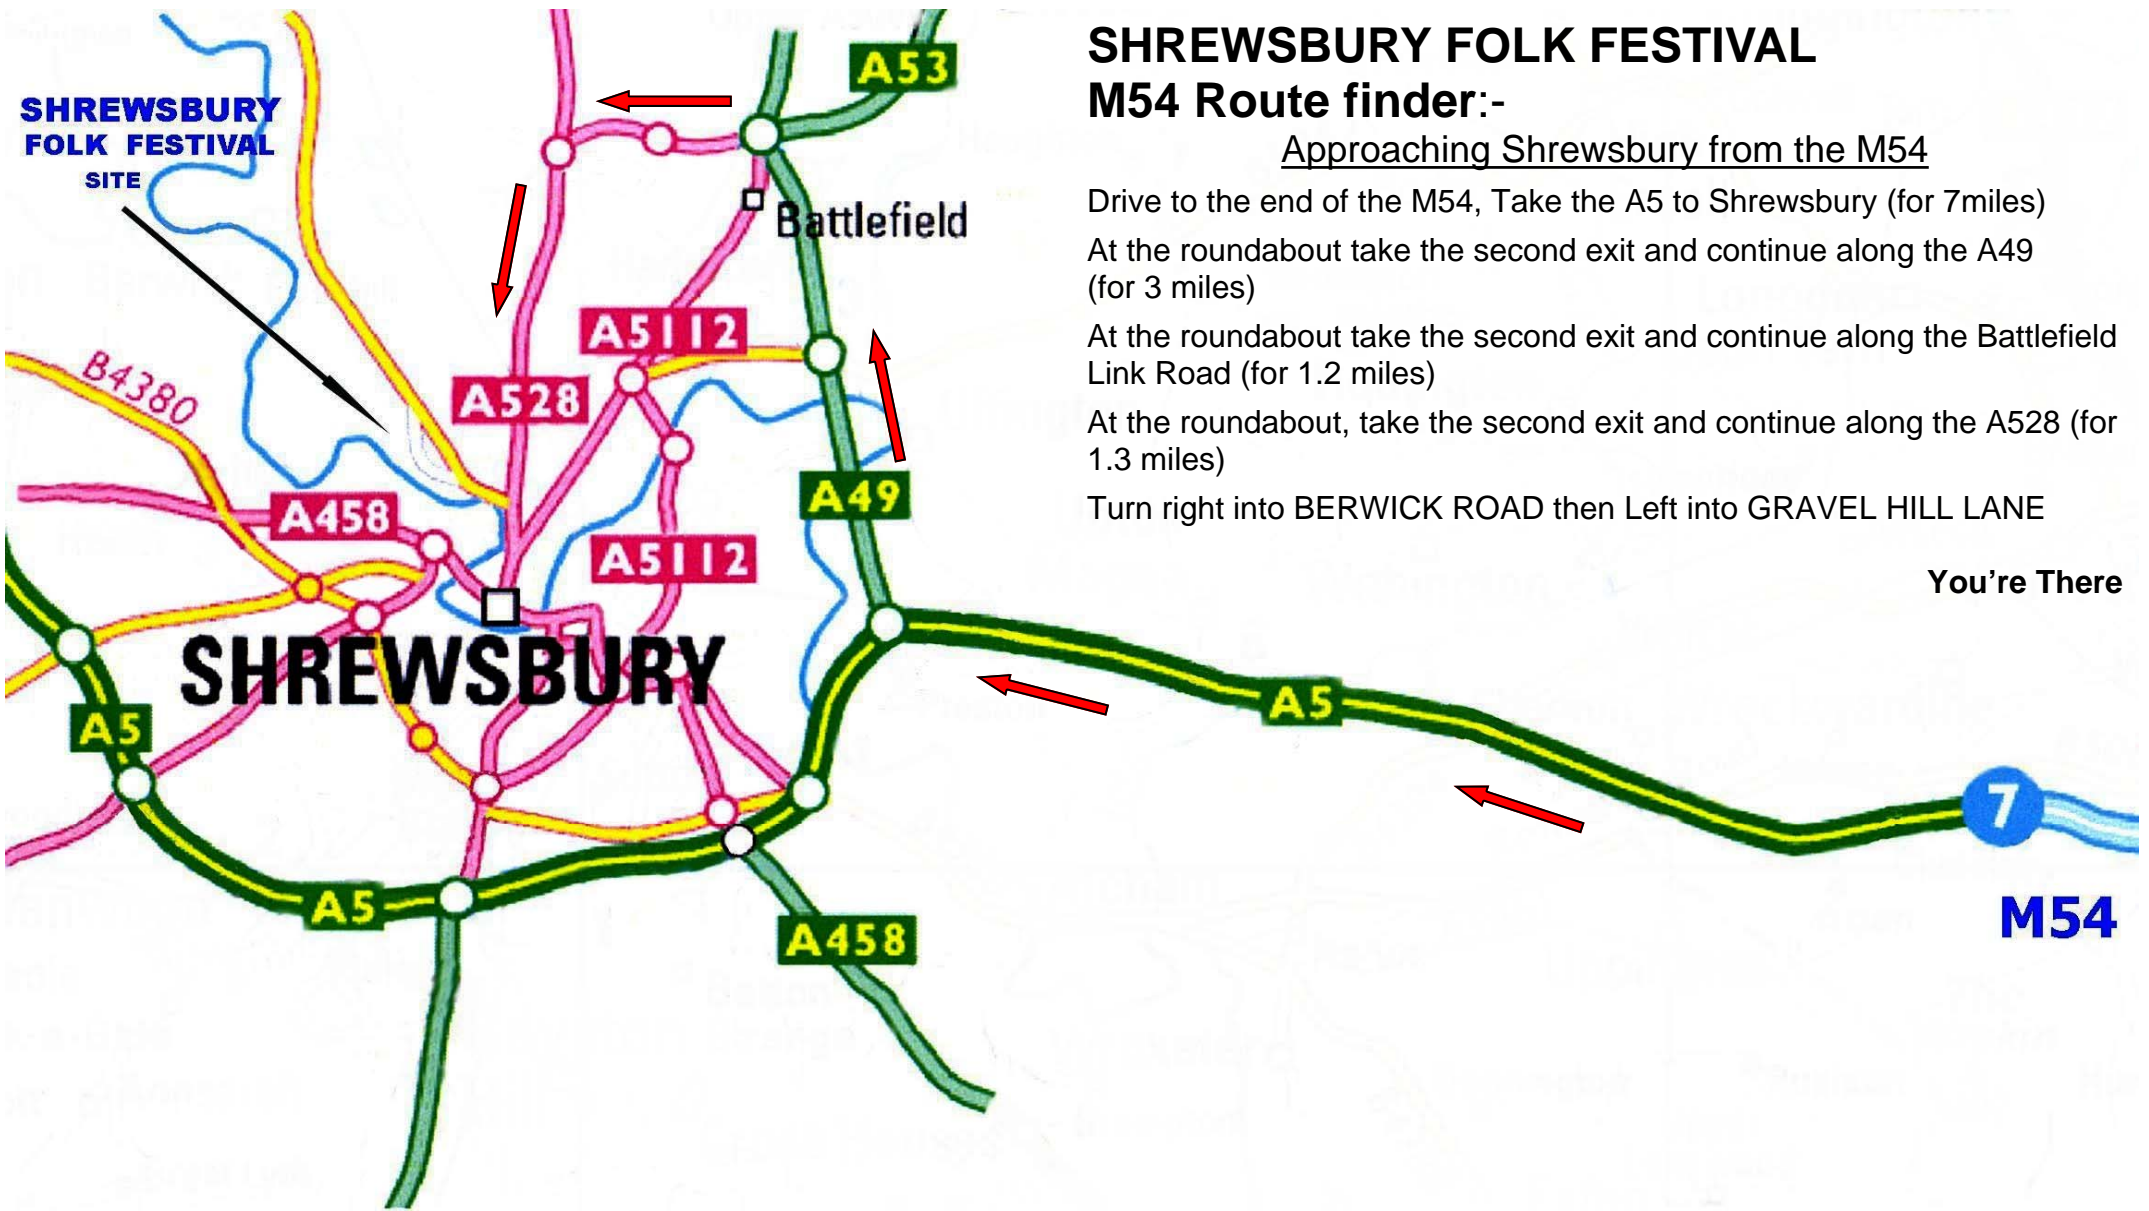 SHREWSBURY FOLK FESTIVAL
M54 Route finder:-
Approaching Shrewsbury from the M54
Drive to the end of the M54, Take the A5 to Shrewsbury (for 7miles)
At the roundabout take the second exit and continue along the A49
(for 3 miles)
At the roundabout take the second exit and continue along the Battlefield
Link Road (for 1.2 miles)
At the roundabout, take the second exit and continue along the A528 (for
1.3 miles)
Turn right into BERWICK ROAD then Left into GRAVEL HILL LANE
You're There
SHREWSBURY
FOLK FESTIVAL
SITE
A53
Battlefield
A5112
B4380
A528
A49
A458
A5112
SHREWSBURY
A5
A5
7
M54
A5
A458